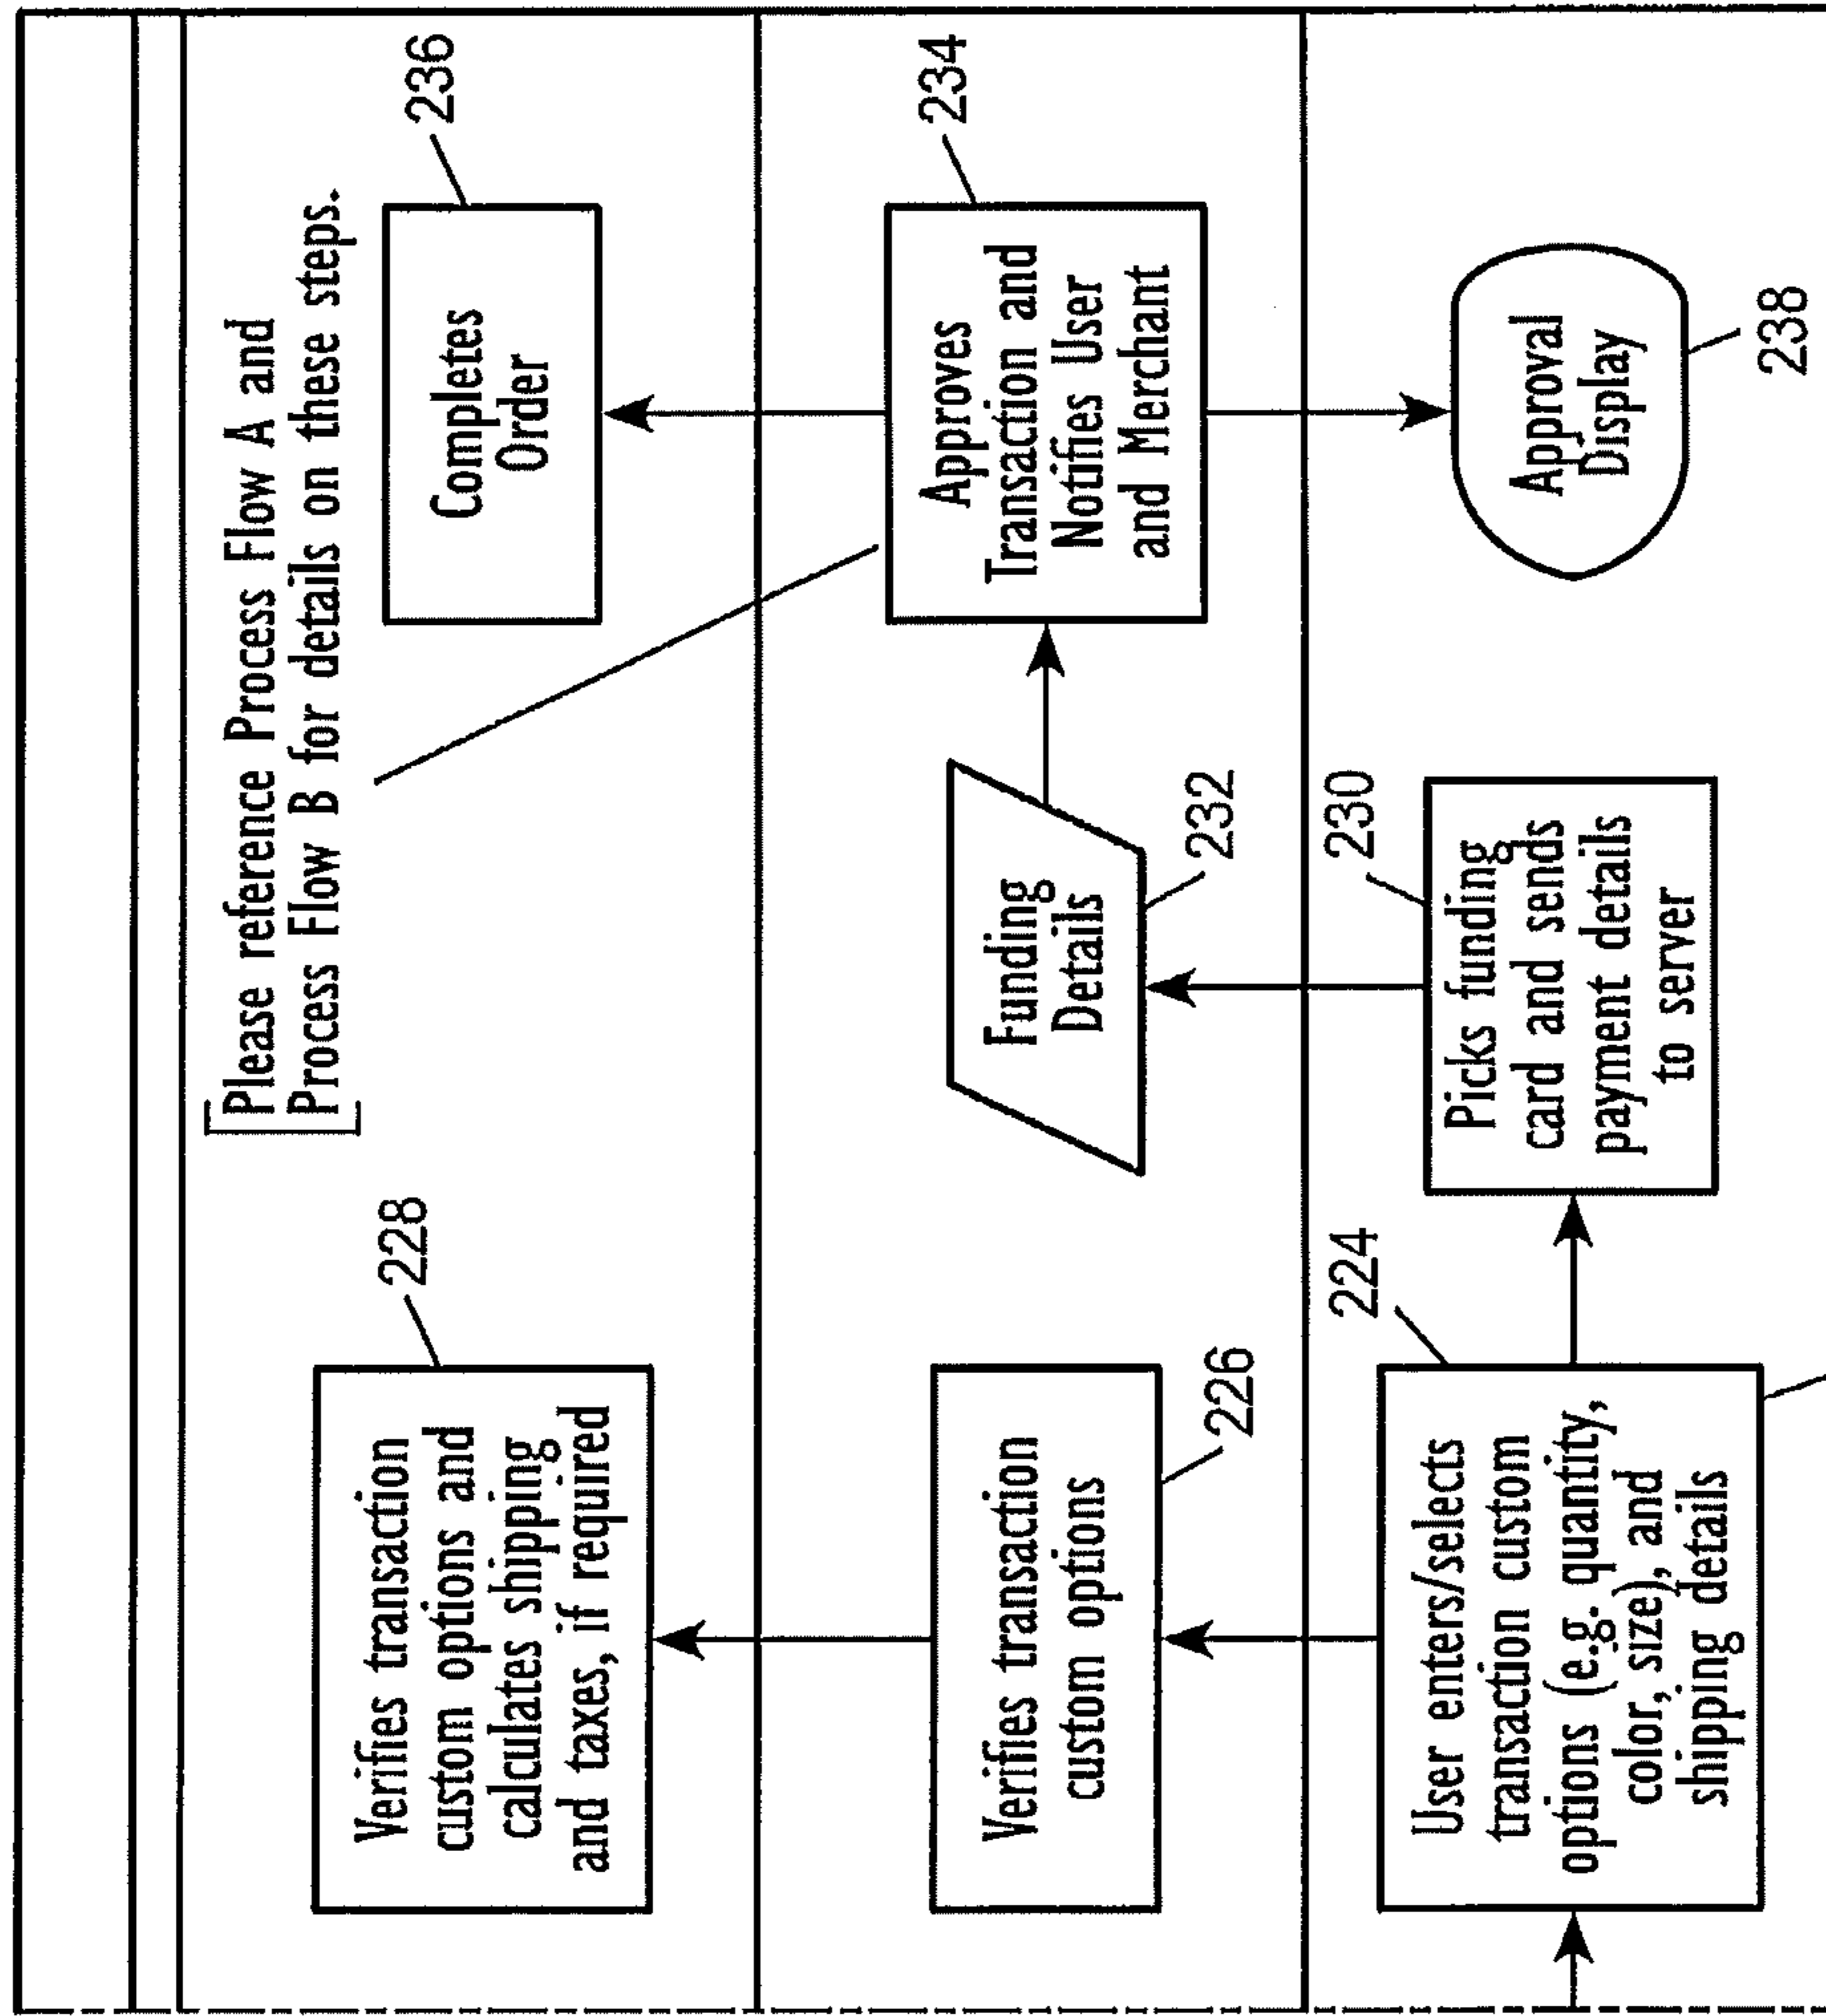 [Please reference Process Flow A and
Process Flow B for details on these steps.
228
Verifies transaction
custom options and
calculates shipping
and taxes, if required
236
Completes
Order
226
Verifies transaction
custom options
232
Funding
Details
234
Approves
Transaction and
Notifies User
and Merchant
224
User enters/selects
transaction custom
options (e.g. quantity,
color, size), and
shipping details
230
Picks funding
card and sends
payment details
to server
Approval
Display
238